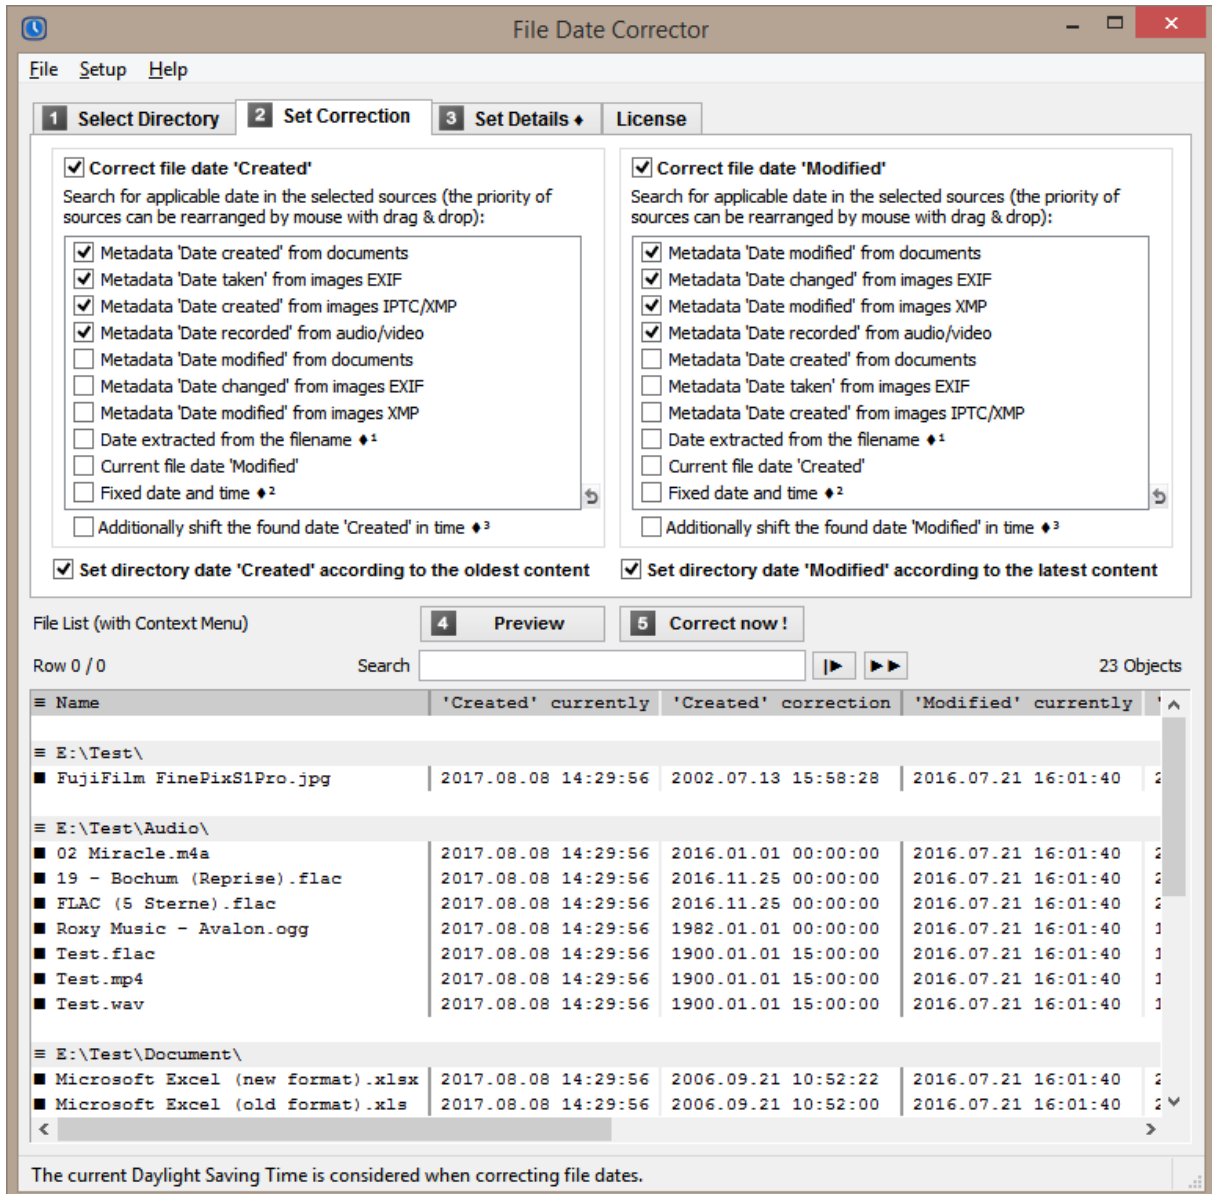 File Date Corrector
File Setup Help
1 Select Directory 2 Set Correction 3 Set Details ♦ License
Correct file date 'Created'
Search for applicable date in the selected sources (the priority of
sources can be rearranged by mouse with drag & drop):
Metadata 'Date created' from documents
Metadata 'Date taken' from images EXIF
Metadata 'Date created' from images IPTC/XMP
Metadata 'Date recorded' from audio/video
Metadata 'Date modified' from documents
Metadata 'Date changed' from images EXIF
Metadata 'Date modified' from images XMP
Date extracted from the filename ♦¹
Current file date 'Modified'
Fixed date and time ♦²
Additionally shift the found date 'Created' in time ♦³
Set directory date 'Created' according to the oldest content
Correct file date 'Modified'
Search for applicable date in the selected sources (the priority of
sources can be rearranged by mouse with drag & drop):
Metadata 'Date modified' from documents
Metadata 'Date changed' from images EXIF
Metadata 'Date modified' from images XMP
Metadata 'Date recorded' from audio/video
Metadata 'Date created' from documents
Metadata 'Date taken' from images EXIF
Metadata 'Date created' from images IPTC/XMP
Date extracted from the filename ♦¹
Current file date 'Created'
Fixed date and time ♦²
Additionally shift the found date 'Modified' in time ♦³
Set directory date 'Modified' according to the latest content
File List (with Context Menu) 4 Preview 5 Correct now !
Row 0 / 0 Search 23 Objects
≡ Name 'Created' currently 'Created' correction 'Modified' currently
≡ E:\Test\
■ FujiFilm FinePixS1Pro.jpg 2017.08.08 14:29:56 2002.07.13 15:58:28 2016.07.21 16:01:40
≡ E:\Test\Audio\
■ 02 Miracle.m4a 2017.08.08 14:29:56 2016.01.01 00:00:00 2016.07.21 16:01:40
■ 19 - Bochum (Reprise).flac 2017.08.08 14:29:56 2016.11.25 00:00:00 2016.07.21 16:01:40
■ FLAC (5 Sterne).flac 2017.08.08 14:29:56 2016.11.25 00:00:00 2016.07.21 16:01:40
■ Roxy Music - Avalon.ogg 2017.08.08 14:29:56 1982.01.01 00:00:00 2016.07.21 16:01:40
■ Test.flac 2017.08.08 14:29:56 1900.01.01 15:00:00 2016.07.21 16:01:40
■ Test.mp4 2017.08.08 14:29:56 1900.01.01 15:00:00 2016.07.21 16:01:40
■ Test.wav 2017.08.08 14:29:56 1900.01.01 15:00:00 2016.07.21 16:01:40
≡ E:\Test\Document\
■ Microsoft Excel (new format).xlsx 2017.08.08 14:29:56 2006.09.21 10:52:22 2016.07.21 16:01:40
■ Microsoft Excel (old format).xls 2017.08.08 14:29:56 2006.09.21 10:52:00 2016.07.21 16:01:40
The current Daylight Saving Time is considered when correcting file dates.